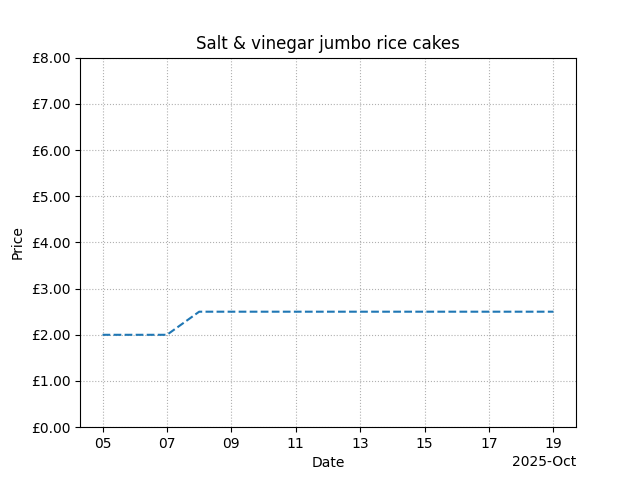 Salt & vinegar jumbo rice cakes
£8.00
£7.00
£6.00
£5.00
£4.00
£3.00
£2.00
£1.00
£0.00
Price
05 07 09 11 13 15 17 19
Date
2025-Oct